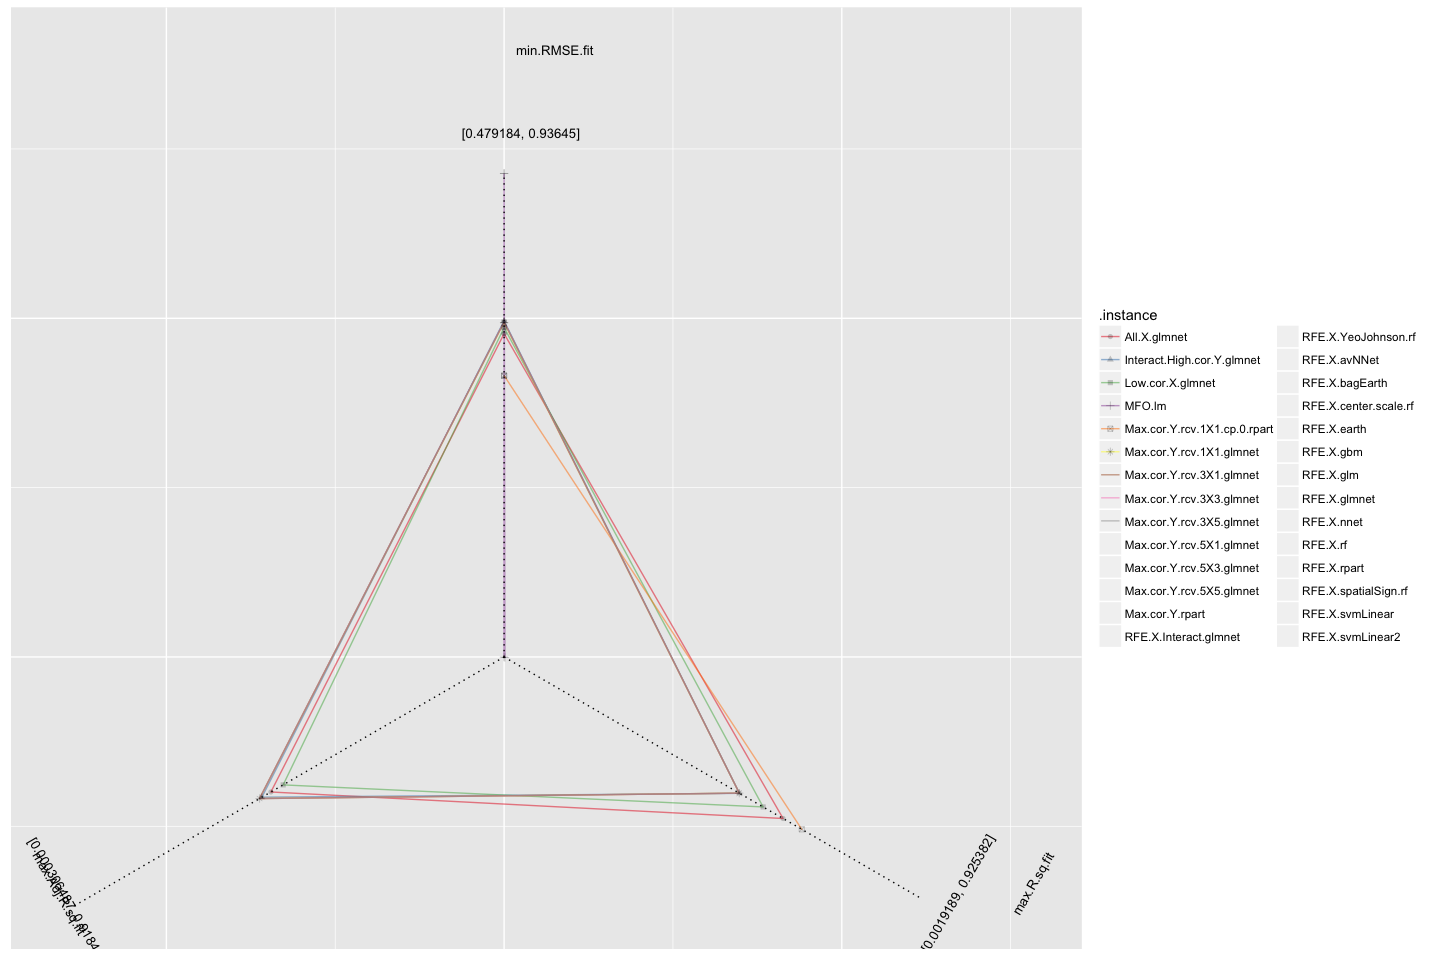 min.RMSE.fit
[0.479184, 0.93645]
max.R.sq.fit
[0.0019189, 0.925382]
max.Adj.R.sq.fit
.instance
All.X.glmnet
Interact.High.cor.Y.glmnet
Low.cor.X.glmnet
MFO.lm
Max.cor.Y.rcv.1X1.cp.0.rpart
Max.cor.Y.rcv.1X1.glmnet
Max.cor.Y.rcv.3X1.glmnet
Max.cor.Y.rcv.3X3.glmnet
Max.cor.Y.rcv.3X5.glmnet
Max.cor.Y.rcv.5X1.glmnet
Max.cor.Y.rcv.5X3.glmnet
Max.cor.Y.rcv.5X5.glmnet
Max.cor.Y.rpart
RFE.X.Interact.glmnet
RFE.X.YeoJohnson.rf
RFE.X.avNNet
RFE.X.bagEarth
RFE.X.center.scale.rf
RFE.X.earth
RFE.X.gbm
RFE.X.glm
RFE.X.glmnet
RFE.X.nnet
RFE.X.rf
RFE.X.rpart
RFE.X.spatialSign.rf
RFE.X.svmLinear
RFE.X.svmLinear2